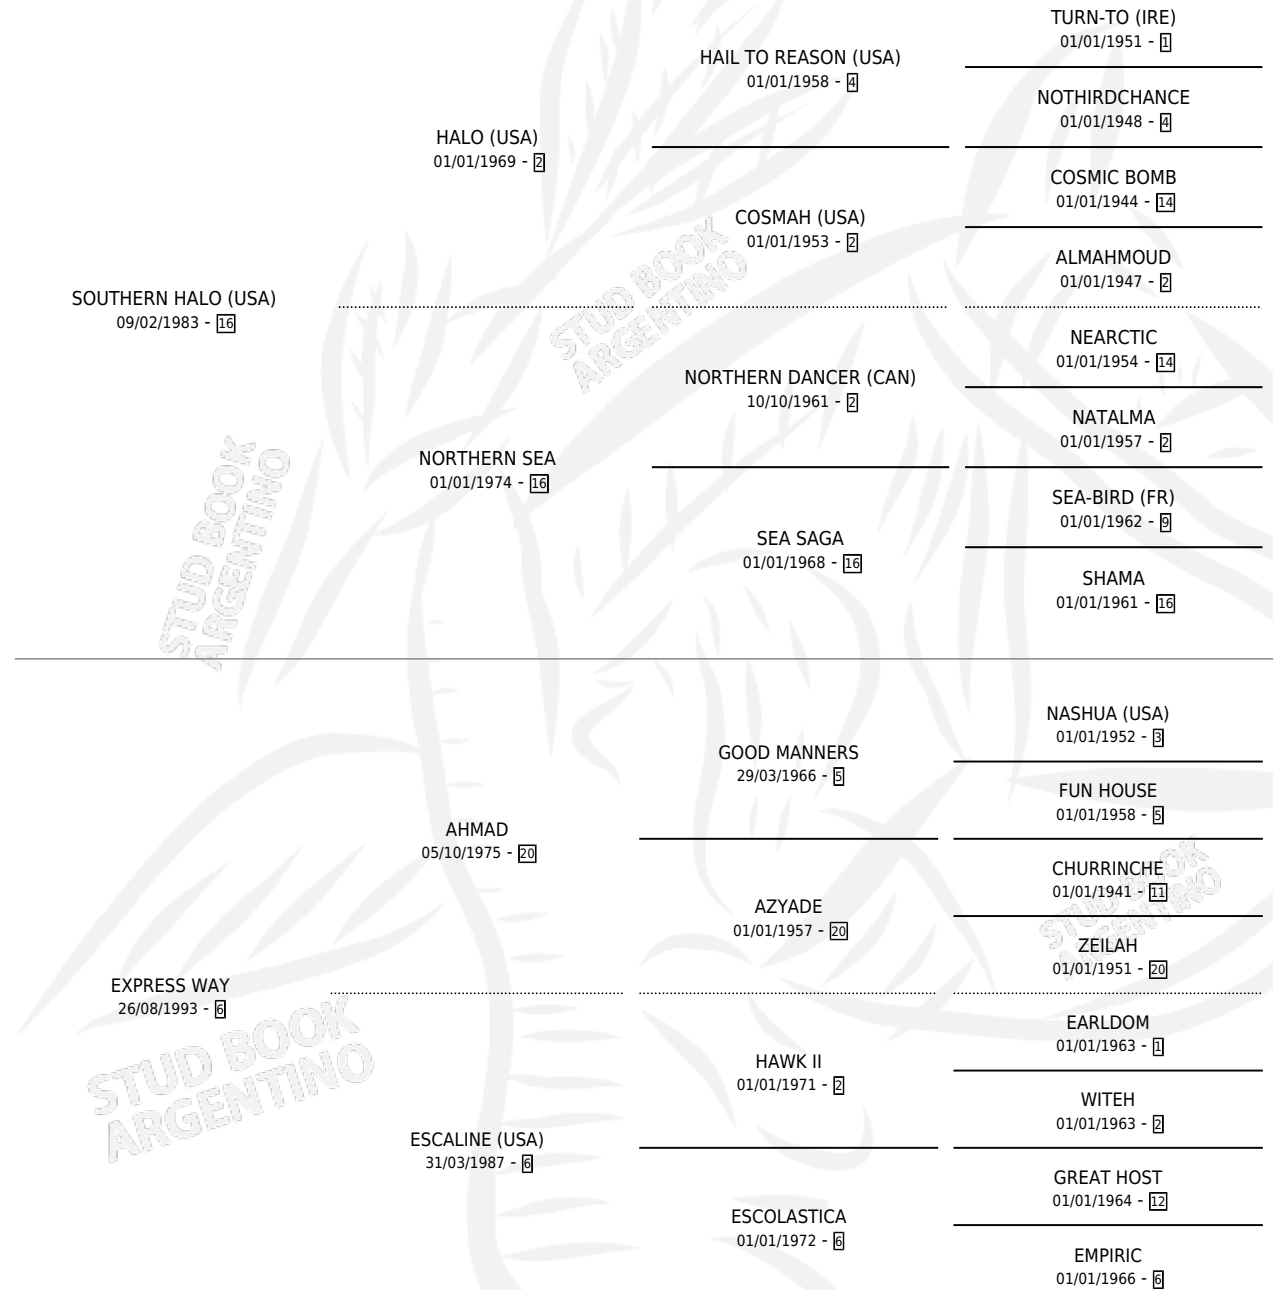 TURN-TO (IRE)
01/01/1951 - 1
HAIL TO REASON (USA)
01/01/1958 - 4
NOTHIRDCHANCE
01/01/1948 - 4
HALO (USA)
01/01/1969 - 2
COSMIC BOMB
01/01/1944 - 14
COSMAH (USA)
01/01/1953 - 2
ALMAHMOUD
01/01/1947 - 2
SOUTHERN HALO (USA)
09/02/1983 - 16
STUD BOOK
ARGENTINO
NEARCTIC
01/01/1954 - 14
NORTHERN DANCER (CAN)
10/10/1961 - 2
NATALMA
01/01/1957 - 2
NORTHERN SEA
01/01/1974 - 16
SEA-BIRD (FR)
01/01/1962 - 9
SEA SAGA
01/01/1968 - 16
SHAMA
01/01/1961 - 16
STUD BOOK
ARGENTINO
NASHUA (USA)
01/01/1952 - 3
GOOD MANNERS
29/03/1966 - 5
FUN HOUSE
01/01/1958 - 5
AHMAD
05/10/1975 - 20
CHURRINCHE
01/01/1941 - 11
AZYADE
01/01/1957 - 20
ZEILAH
01/01/1951 - 20
STUD BOOK
ARGENTINO
EXPRESS WAY
26/08/1993 - 6
STUD BOOK
ARGENTINO
EARLDOM
01/01/1963 - 1
HAWK II
01/01/1971 - 2
WITEH
01/01/1963 - 2
ESCALINE (USA)
31/03/1987 - 6
GREAT HOST
01/01/1964 - 12
ESCOLASTICA
01/01/1972 - 6
EMPIRIC
01/01/1966 - 6